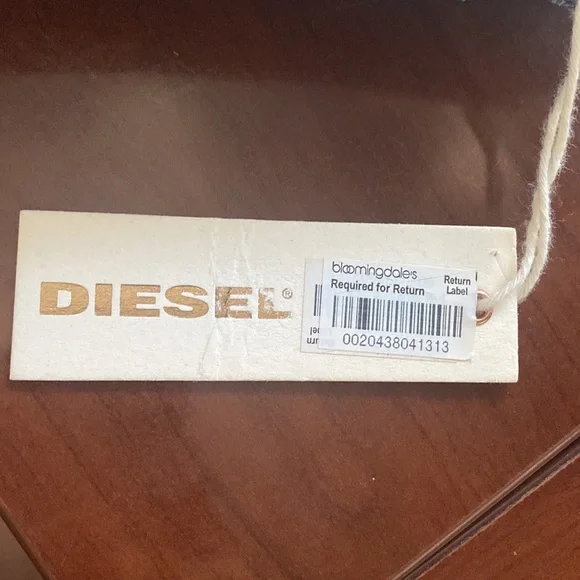 DIESEL®
bloomingdale's
Required for Return
Return
Label
0020438041313